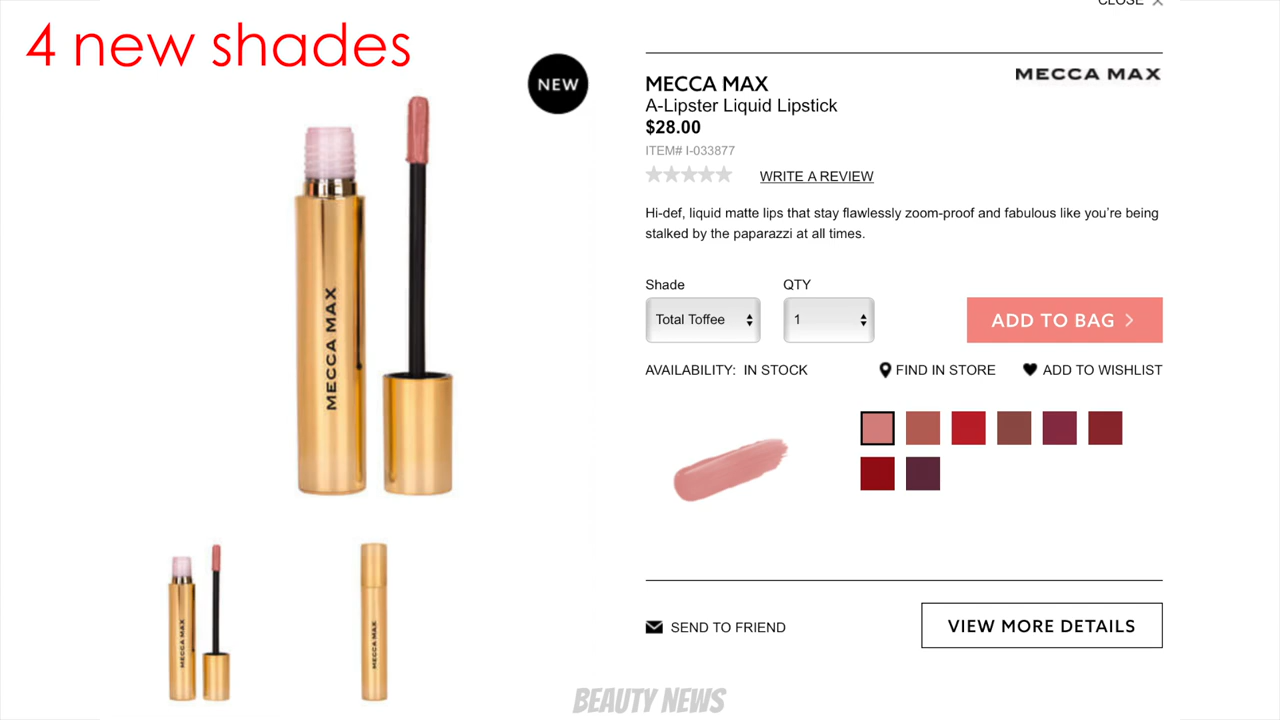 CLOSE
4 new shades
NEW
MECCA MAX
MECCA MAX
A-Lipster Liquid Lipstick
$28.00
ITEM# I-033877
WRITE A REVIEW
Hi-def, liquid matte lips that stay flawlessly zoom-proof and fabulous like you're being
stalked by the paparazzi at all times.
Shade
QTY
Total Toffee
1
ADD TO BAG
AVAILABILITY: IN STOCK
FIND IN STORE
ADD TO WISHLIST
MECCA MAX
MECCA MAX
MECCA MAX
SEND TO FRIEND
VIEW MORE DETAILS
BEAUTY NEWS